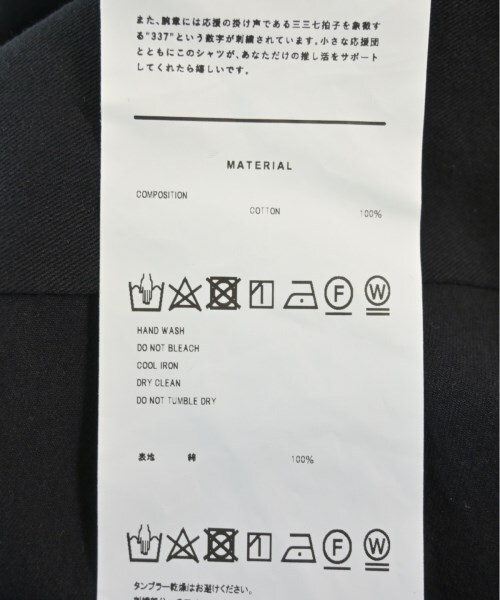 また、腕章には応援の掛け声である三三七拍子を象徴す
る"337"という数字が刺繍されています。小さな応援団
とともにこのシャツが、あなただけの推し活をサポート
してくれたら嬉しいです。
MATERIAL
COMPOSITION
COTTON 100%
F W
HAND WASH
DO NOT BLEACH
COOL IRON
DRY CLEAN
DO NOT TUMBLE DRY
表地 綿 100%
F W
タンブラー乾燥はお避けください。